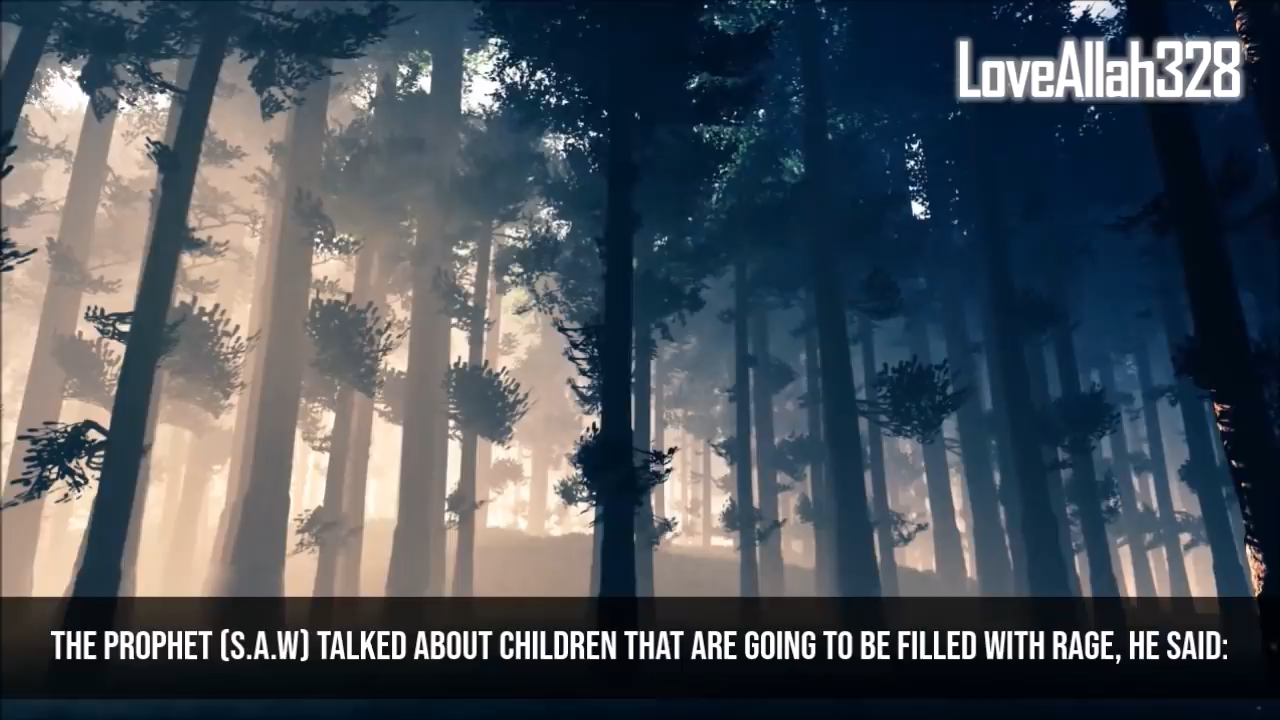 LoveAllah328
THE PROPHET (S.A.W) TALKED ABOUT CHILDREN THAT ARE GOING TO BE FILLED WITH RAGE, HE SAID: